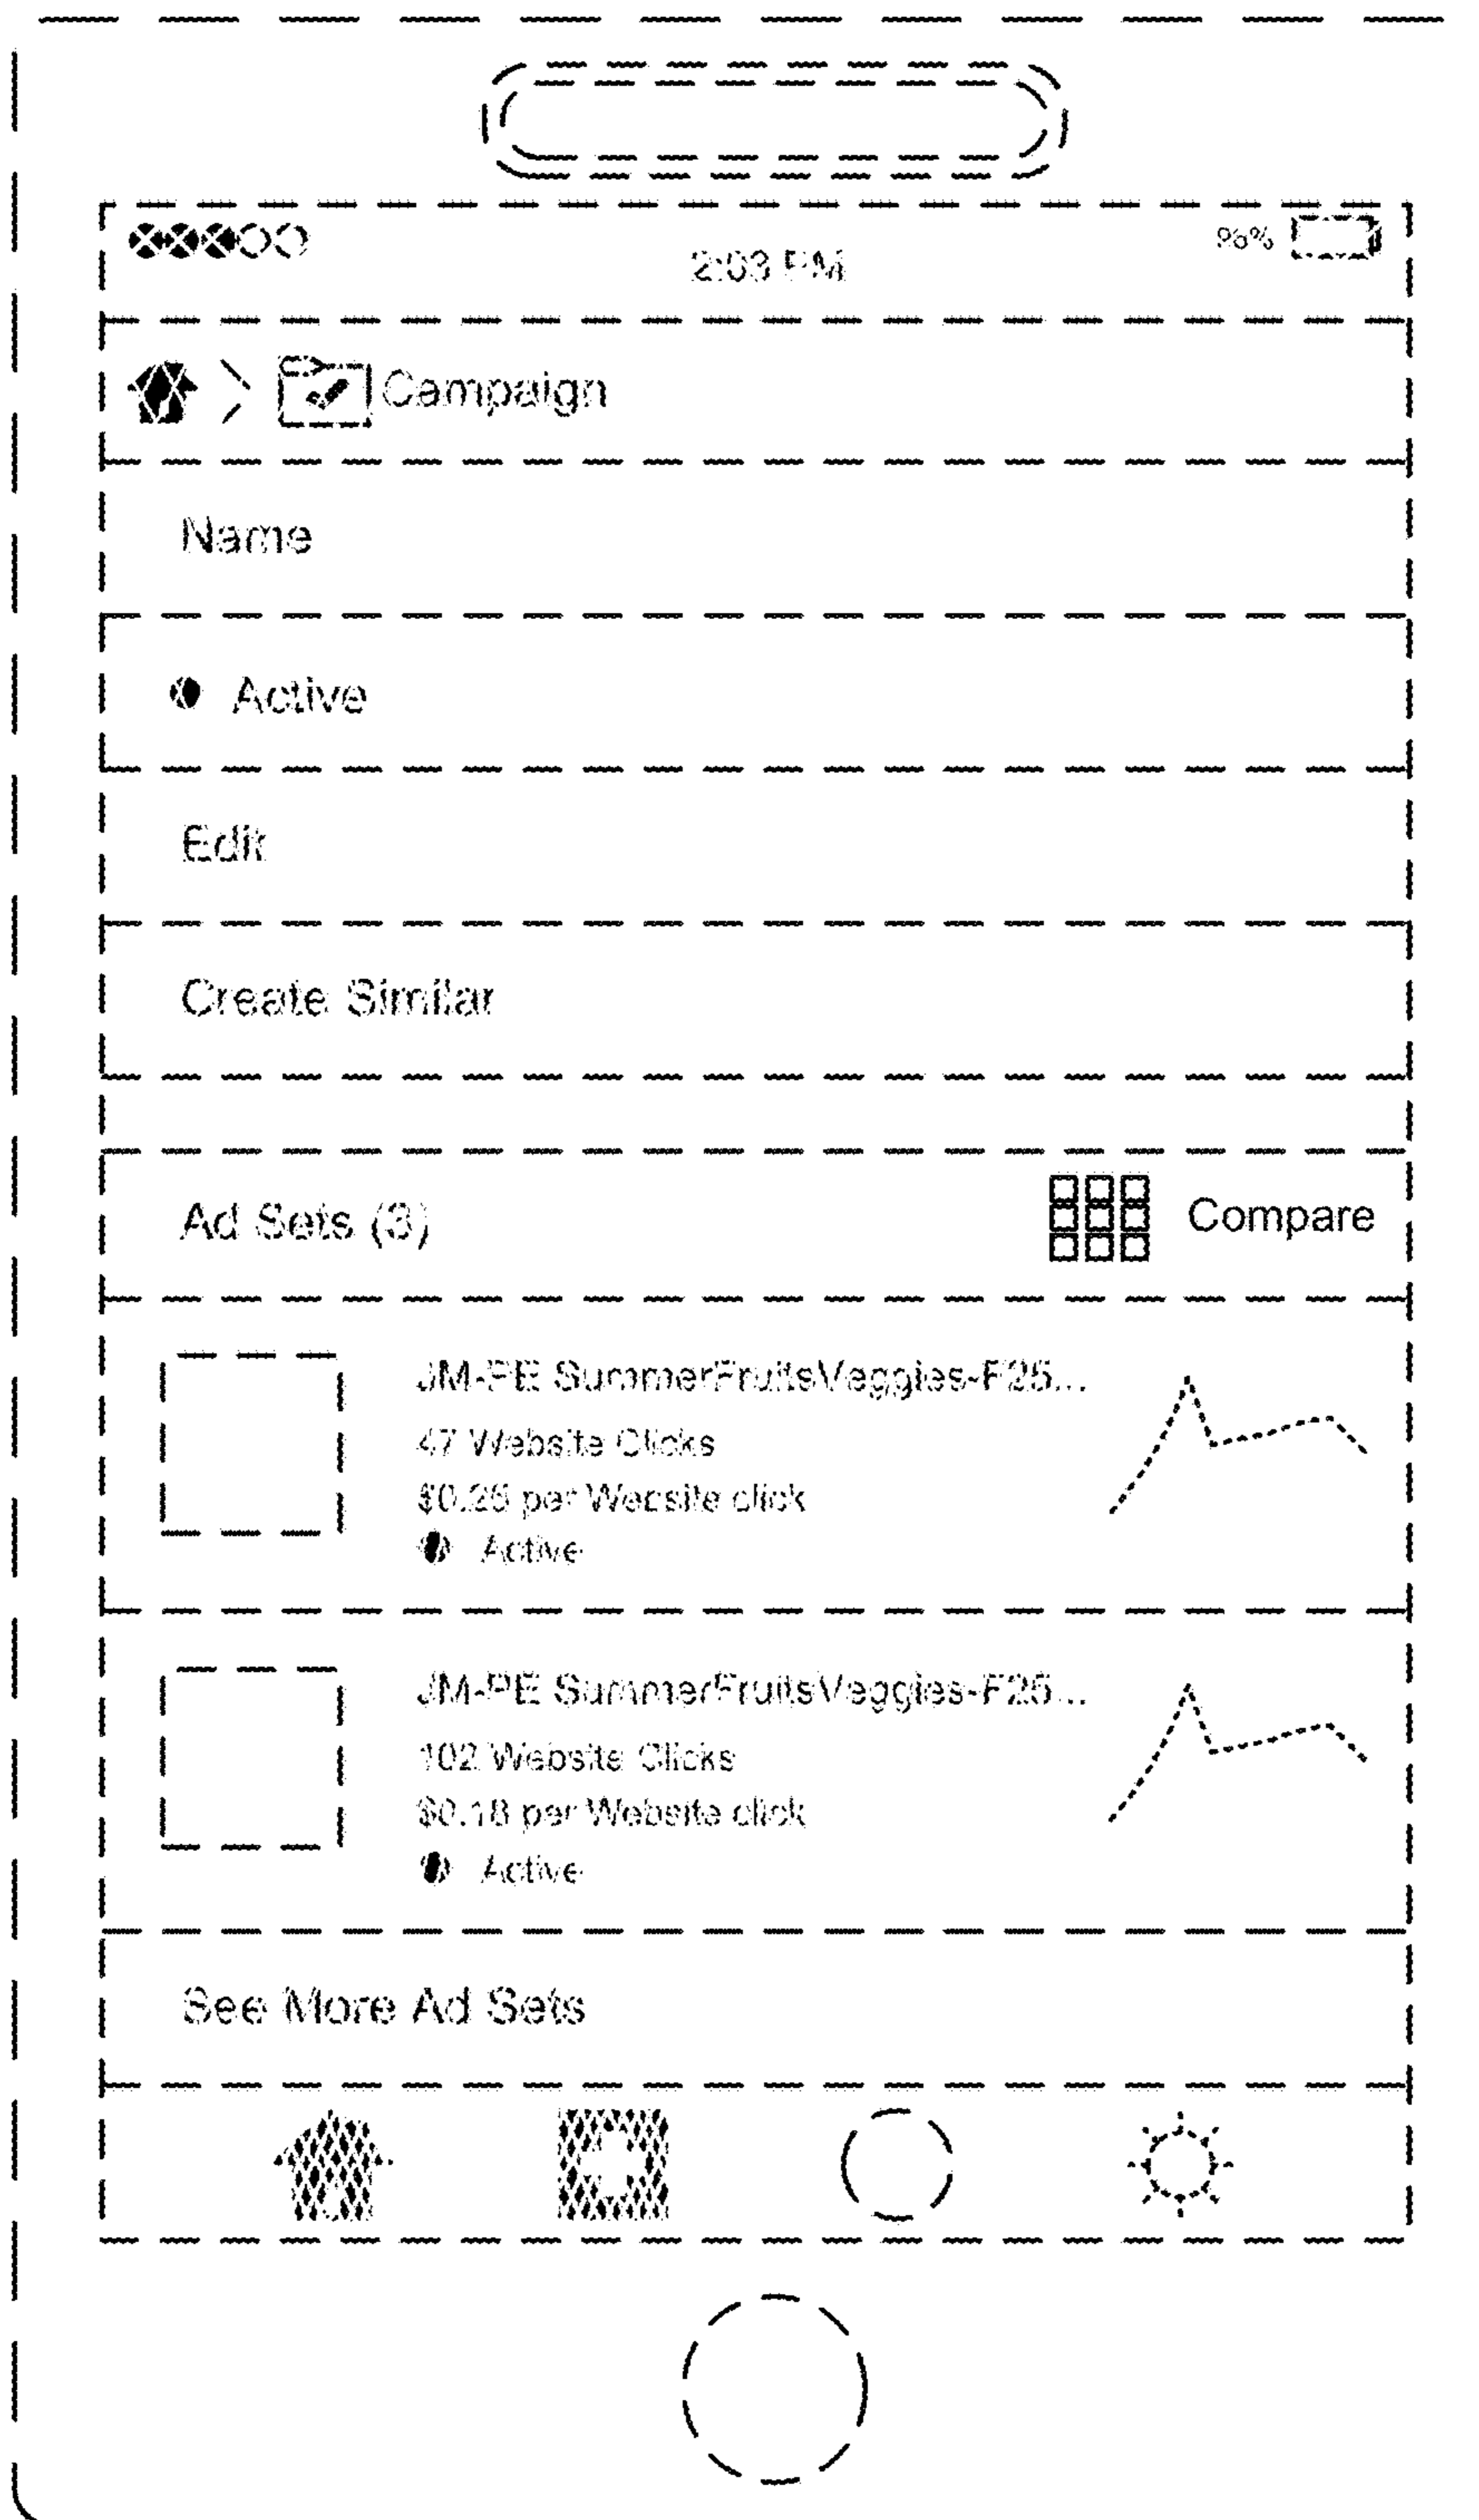 2:03 PM
Campaign
Name
Active
Edit
Create Similar
Ad Sets (3)
Compare
JM-PE SummerFruitsVeggies-F25...
47 Website Clicks
per Website click
Active
JM-PE SummerFruitsVeggies-F25...
102 Website Clicks
$0.18 per Website click
Active
See More Ad Sets